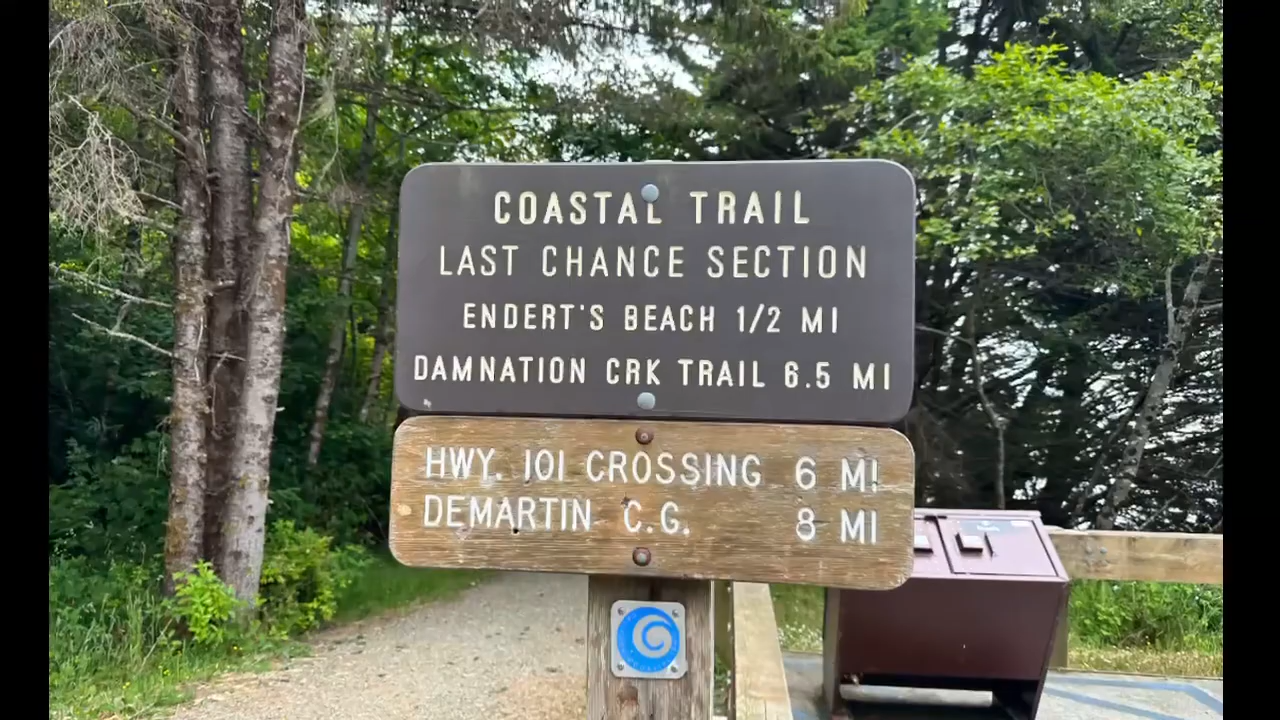 COASTAL TRAIL
LAST CHANCE SECTION
ENDERT'S BEACH 1/2 MI
DAMNATION CRK TRAIL 6.5 MI
HWY. 101 CROSSING 6 MI
DEMARTIN C.G. 8 MI